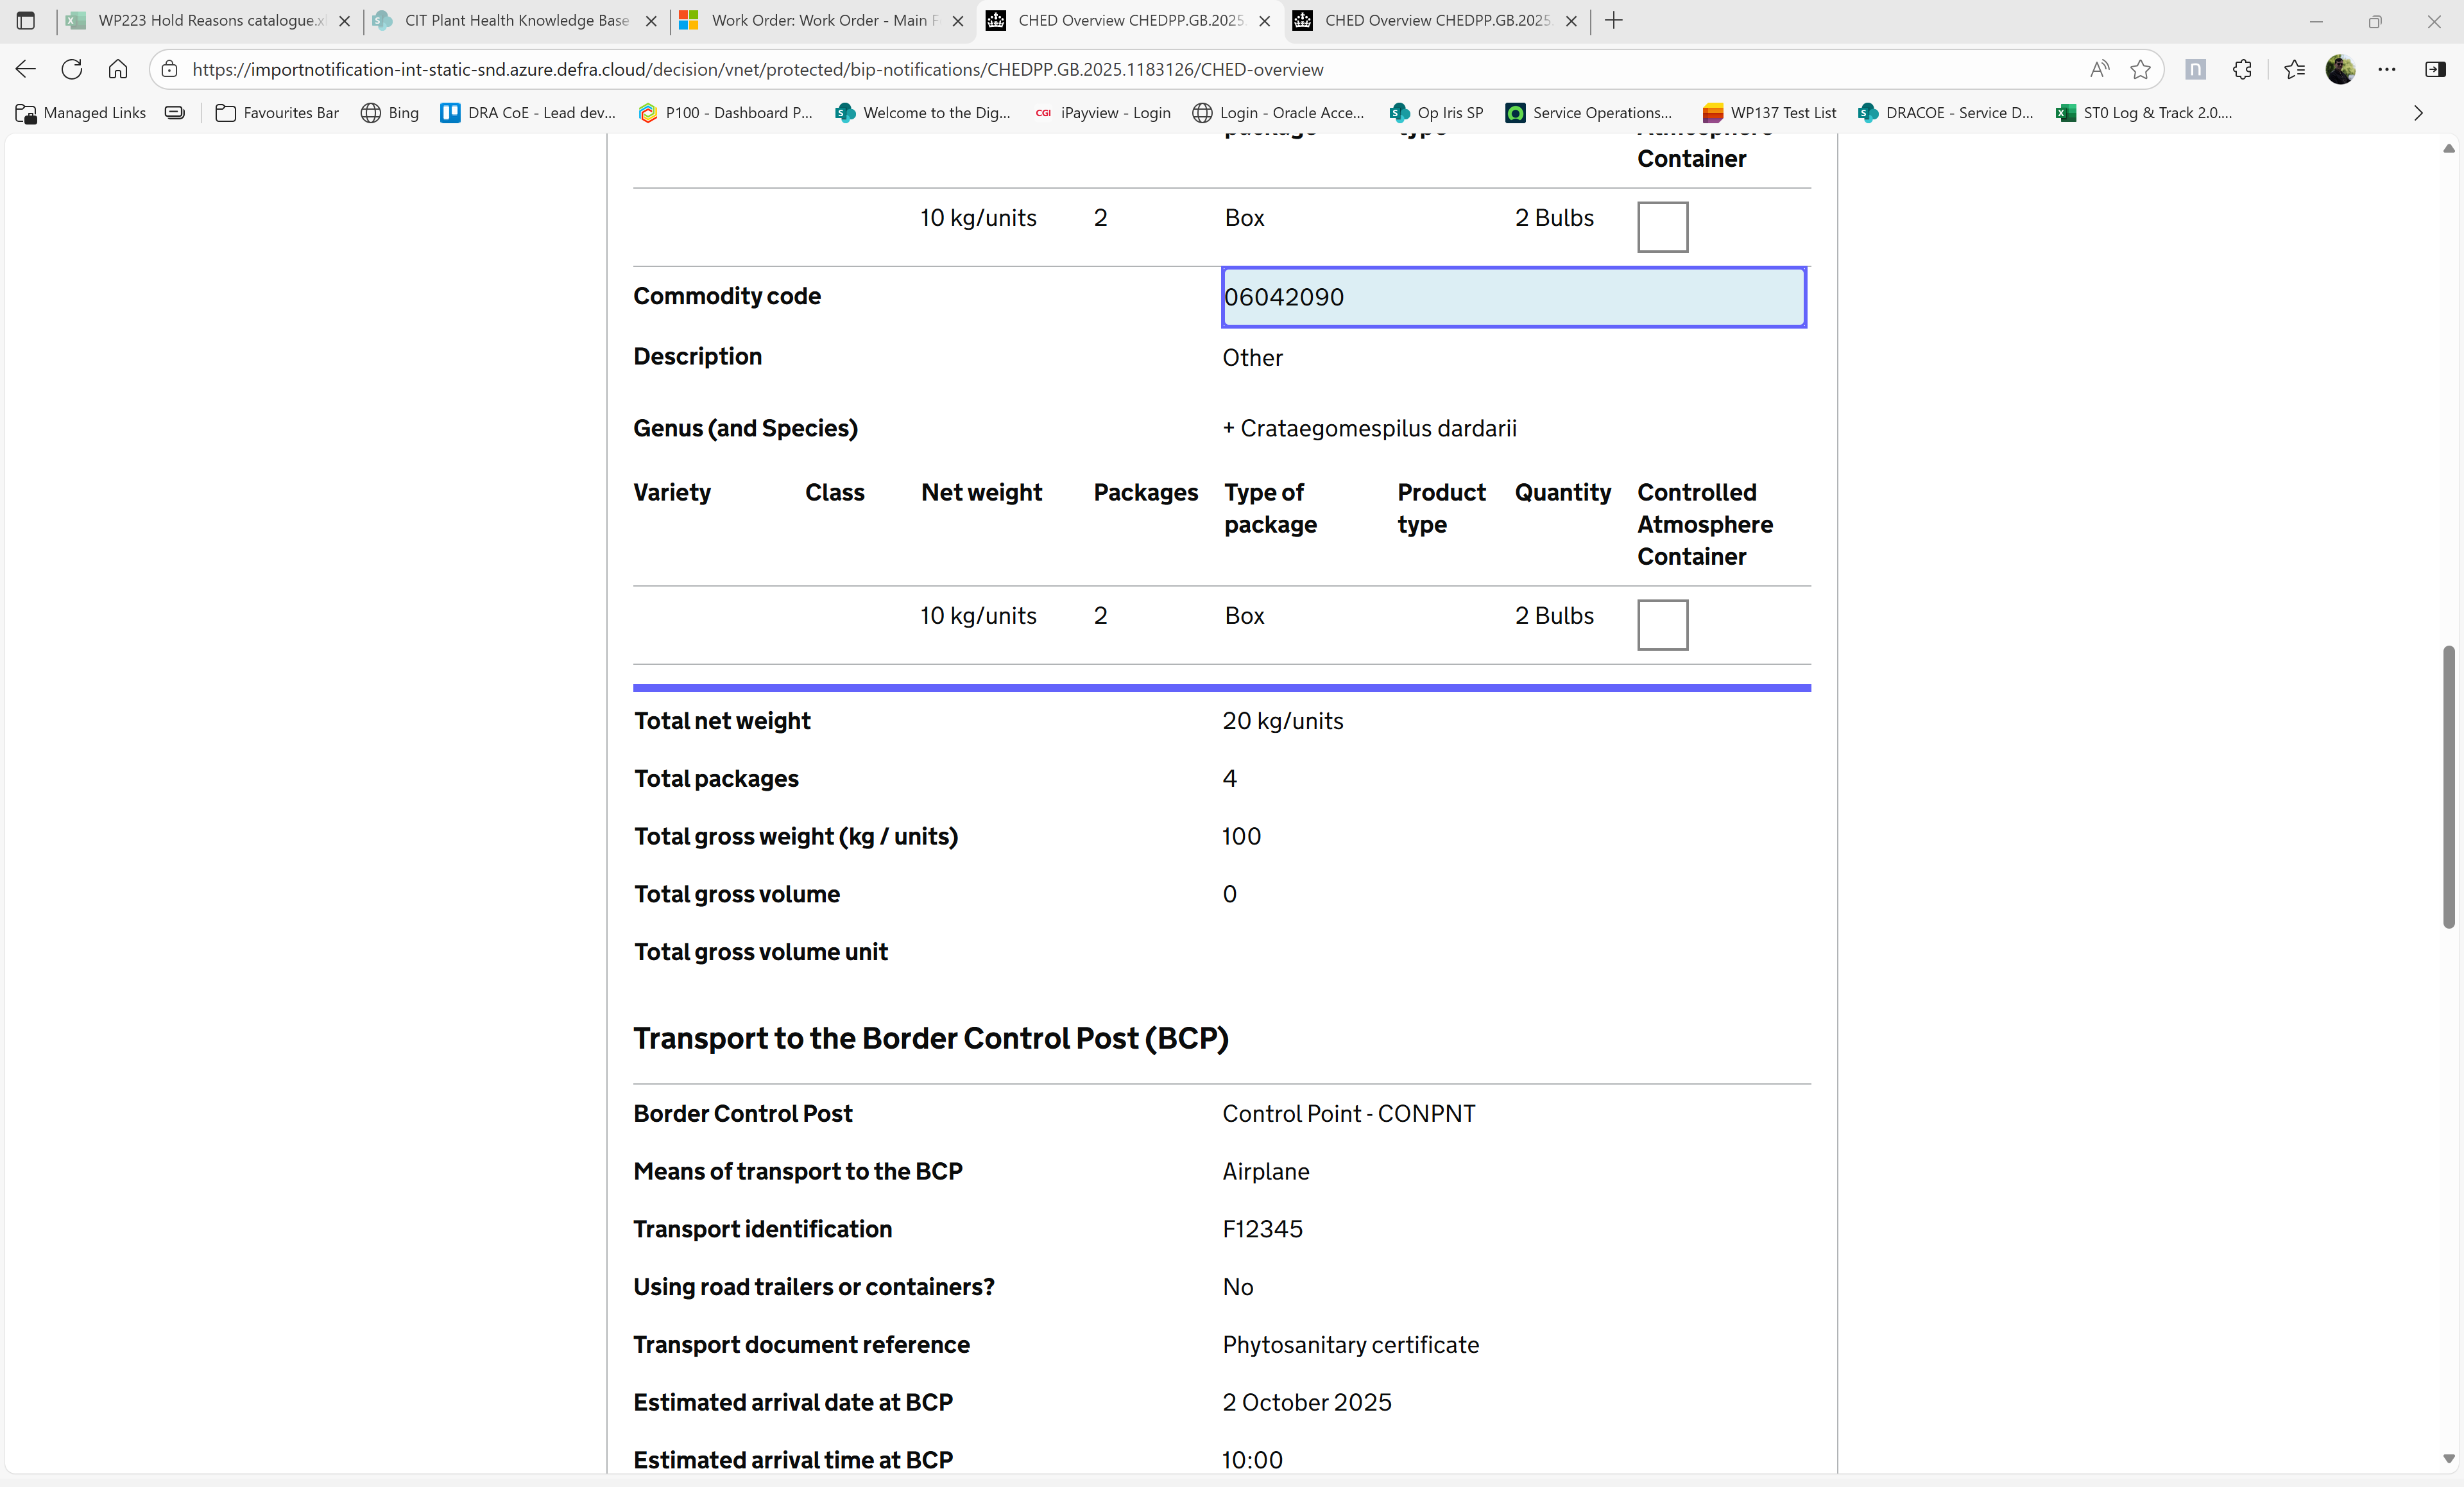 WP223 Hold Reasons catalogue.x
CIT Plant Health Knowledge Base
Work Order: Work Order - Main F
CHED Overview CHEDPP.GB.2025.
CHED Overview CHEDPP.GB.2025.
https://importnotification-int-static-snd.azure.defra.cloud/decision/vnet/protected/bip-notifications/CHEDPP.GB.2025.1183126/CHED-overview
Managed Links
Favourites Bar
Bing
DRA CoE - Lead dev...
P100 - Dashboard P...
Welcome to the Dig...
CGI iPayview - Login
Login - Oracle Acce...
Op Iris SP
Service Operations...
WP137 Test List
DRACOE - Service D...
ST0 Log & Track 2.0....
package type Atmosphere
Container
10 kg/units 2 Box 2 Bulbs
Commodity code 06042090
Description Other
Genus (and Species) + Crataegomespilus dardarii
Variety Class Net weight Packages Type of Product Quantity Controlled
package type Atmosphere
Container
10 kg/units 2 Box 2 Bulbs
Total net weight 20 kg/units
Total packages 4
Total gross weight (kg / units) 100
Total gross volume 0
Total gross volume unit
Transport to the Border Control Post (BCP)
Border Control Post Control Point - CONPNT
Means of transport to the BCP Airplane
Transport identification F12345
Using road trailers or containers? No
Transport document reference Phytosanitary certificate
Estimated arrival date at BCP 2 October 2025
Estimated arrival time at BCP 10:00